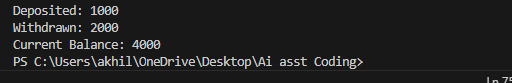 Deposited: 1000
Withdrawn: 2000
Current Balance: 4000
PS C:\Users\akhil\OneDrive\Desktop\Ai asst Coding>